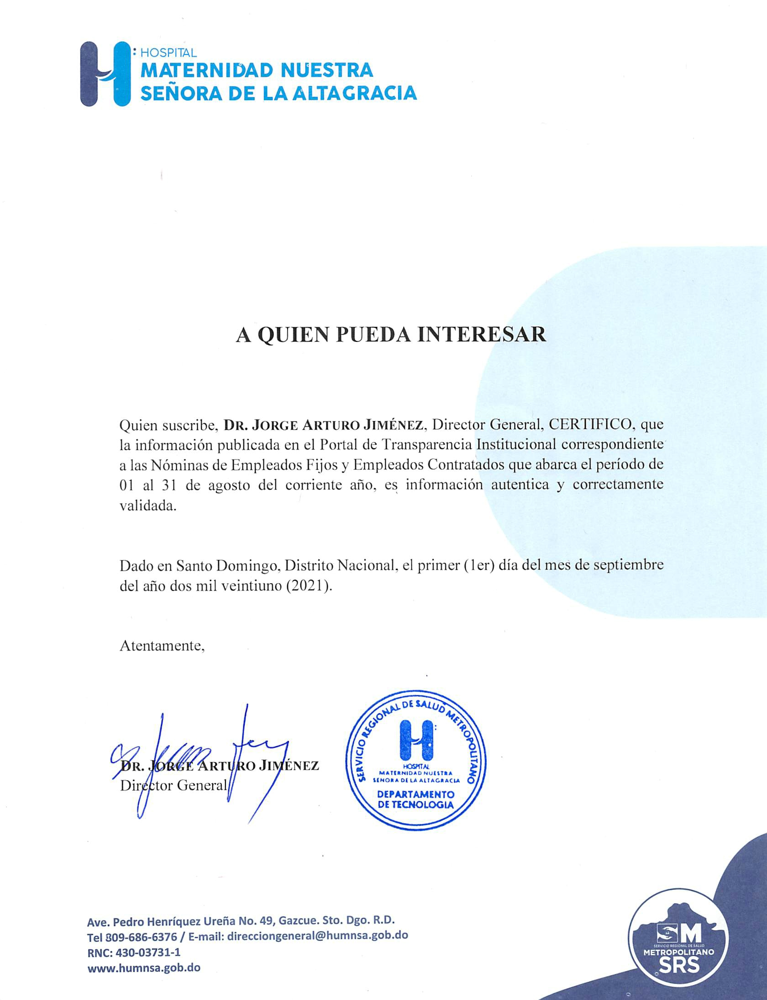 HOSPITAL
MATERNIDAD NUESTRA
SEÑORA DE LA ALTAGRACIA
A QUIEN PUEDA INTERESAR
Quien suscribe, DR. JORGE ARTURO JIMÉNEZ, Director General, CERTIFICO, que
la información publicada en el Portal de Transparencia Institucional correspondiente
a las Nóminas de Empleados Fijos y Empleados Contratados que abarca el período de
01 al 31 de agosto del corriente año, es información autentica y correctamente
validada.
Dado en Santo Domingo, Distrito Nacional, el primer (1er) día del mes de septiembre
del año dos mil veintiuno (2021).
Atentamente,
DR. JORGE ARTURO JIMÉNEZ
Director General
SERVICIO REGIONAL DE SALUD METROPOLITANO
HOSPITAL
MATERNIDAD NUESTRA
SEÑORA DE LA ALTAGRACIA
DEPARTAMENTO
DE TECNOLOGIA
Ave. Pedro Henríquez Ureña No. 49, Gazcue. Sto. Dgo. R.D.
Tel 809-686-6376 / E-mail: direcciongeneral@humnsa.gob.do
RNC: 430-03731-1
www.humnsa.gob.do
SM
SERVICIO REGIONAL DE SALUD
METROPOLITANO
SRS